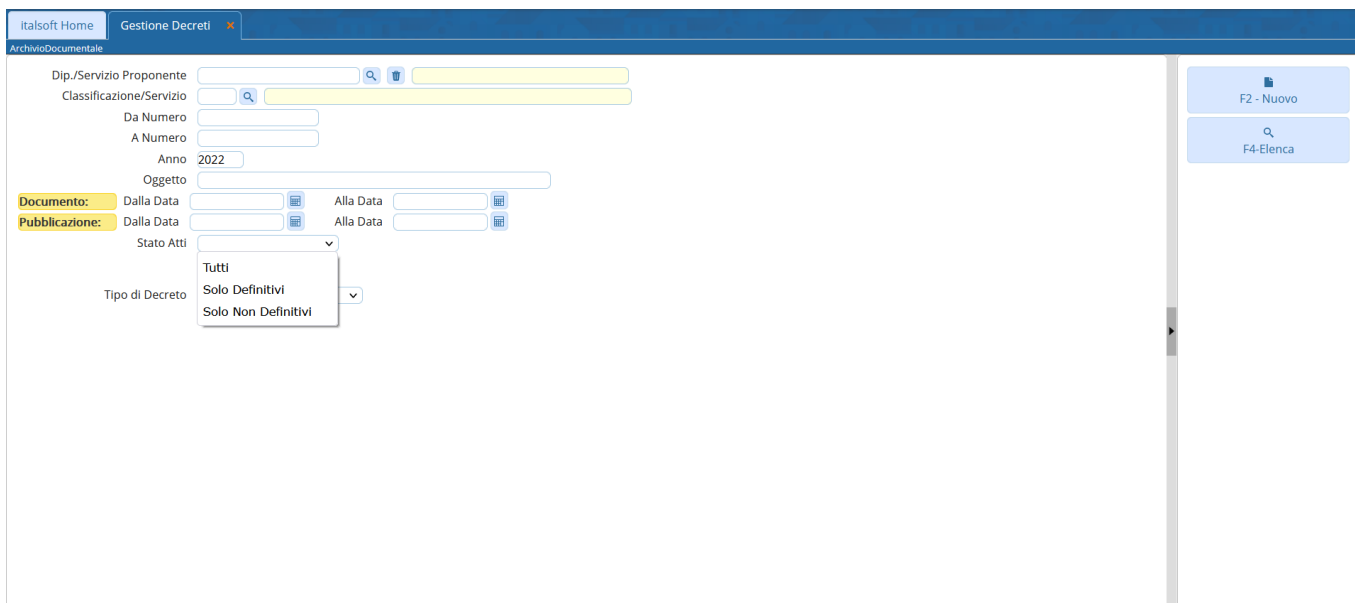 italsoft Home
Gestione Decreti
ArchivioDocumentale
Dip./Servizio Proponente
Classificazione/Servizio
Da Numero
A Numero
Anno 2022
Oggetto
Documento: Dalla Data Alla Data
Pubblicazione: Dalla Data Alla Data
Stato Atti
Tutti
Solo Definitivi
Solo Non Definitivi
Tipo di Decreto
F2 - Nuovo
F4-Elenca